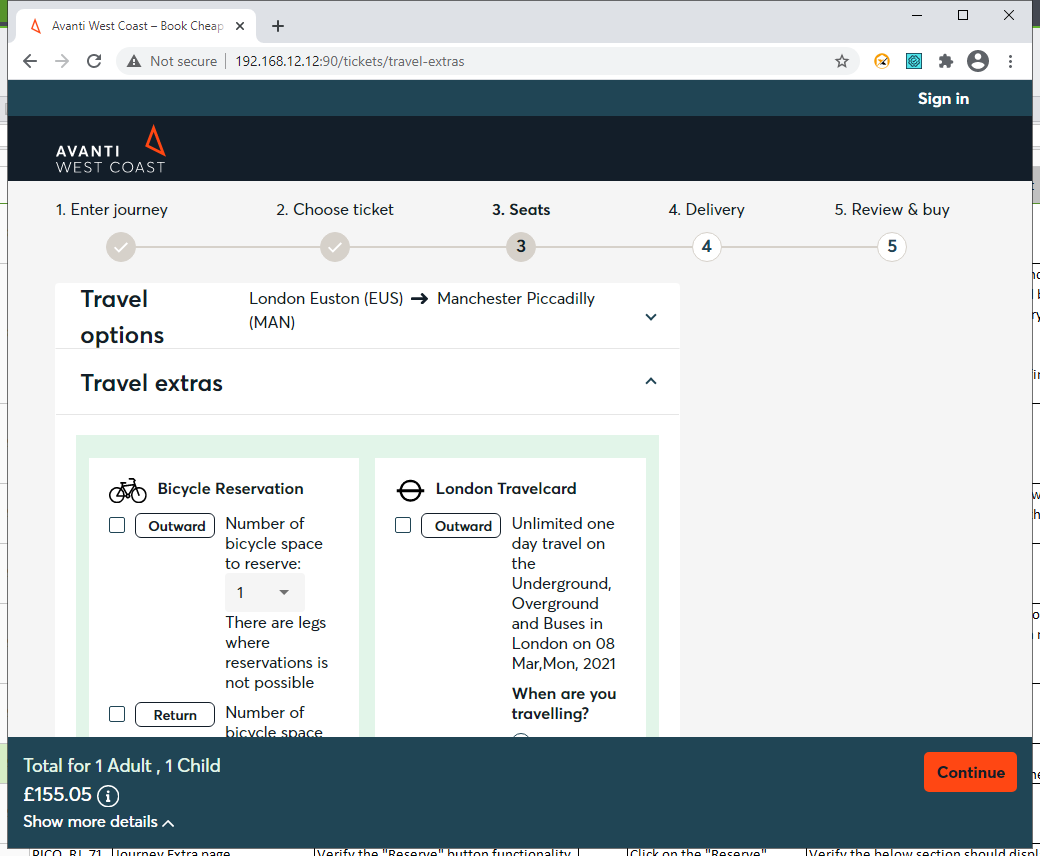 Avanti West Coast – Book Cheap
Not secure
192.168.12.12:90/tickets/travel-extras
Sign in
AVANTI
WEST COAST
1. Enter journey
2. Choose ticket
3. Seats
4. Delivery
5. Review & buy
3
4
5
Travel
options
London Euston (EUS) → Manchester Piccadilly
(MAN)
Travel extras
Bicycle Reservation
Outward
Number of
bicycle space
to reserve:
1
There are legs
where
reservations is
not possible
Return
Number of
bicycle space
London Travelcard
Outward
Unlimited one
day travel on
the
Underground,
Overground
and Buses in
London on 08
Mar,Mon, 2021
When are you
travelling?
Total for 1 Adult , 1 Child
£155.05
Show more details
Continue
PICO_RJ_71
Journey Extra page
Verify the "Reserve" button functionality
Click on the "Reserve"
Verify the below section should displ